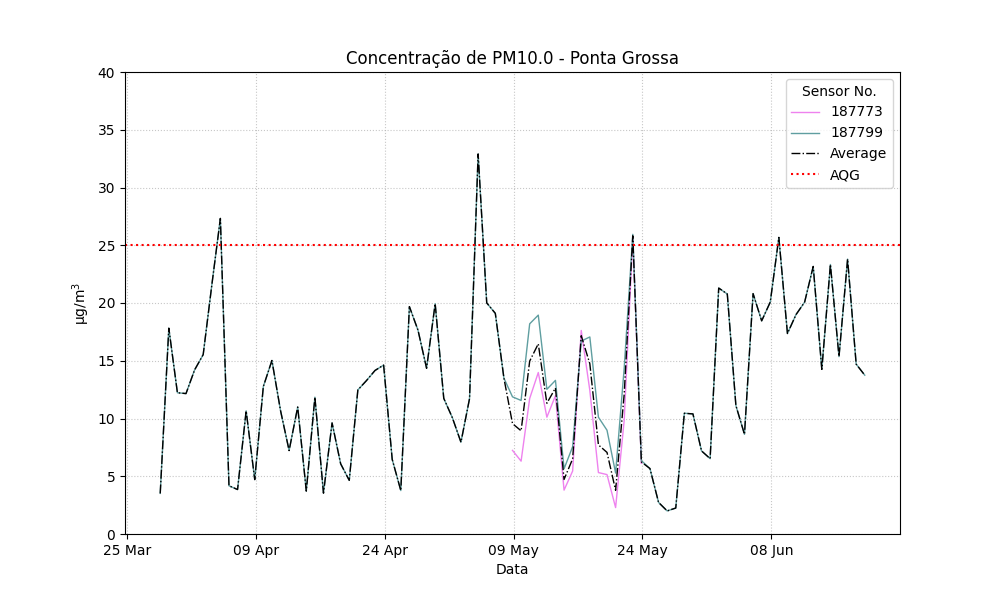 Concentração de PM10.0 - Ponta Grossa
Sensor No.
187773
187799
Average
AQG
40
35
30
25
20
15
10
5
0
µg/m³
25 Mar
09 Apr
24 Apr
09 May
24 May
08 Jun
Data